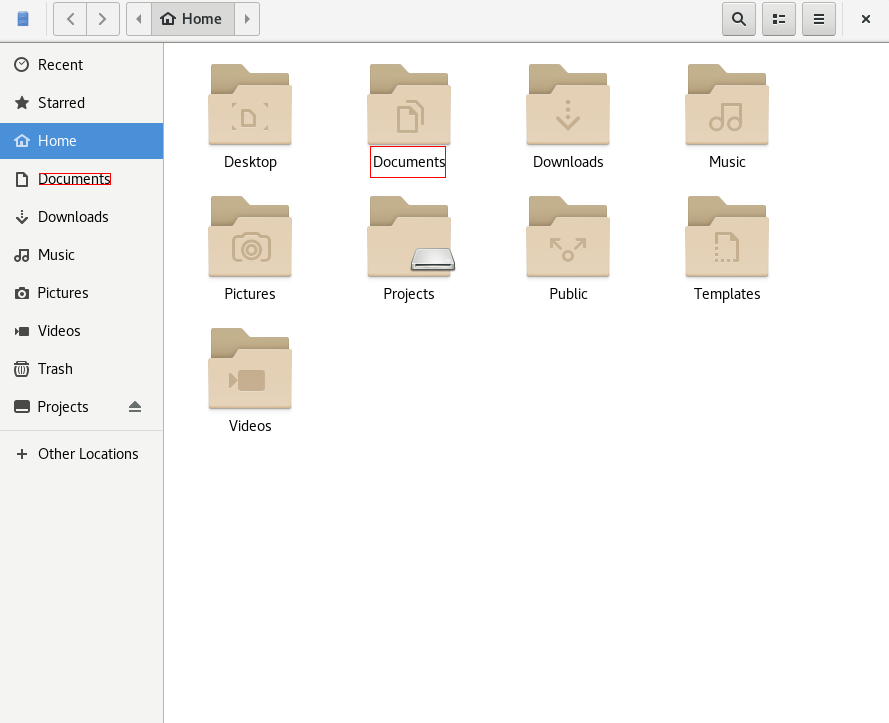 Home
Recent
Starred
Home
Documents
Downloads
Music
Pictures
Videos
Trash
Projects
Other Locations
Desktop
Documents
Downloads
Music
Pictures
Projects
Public
Templates
Videos